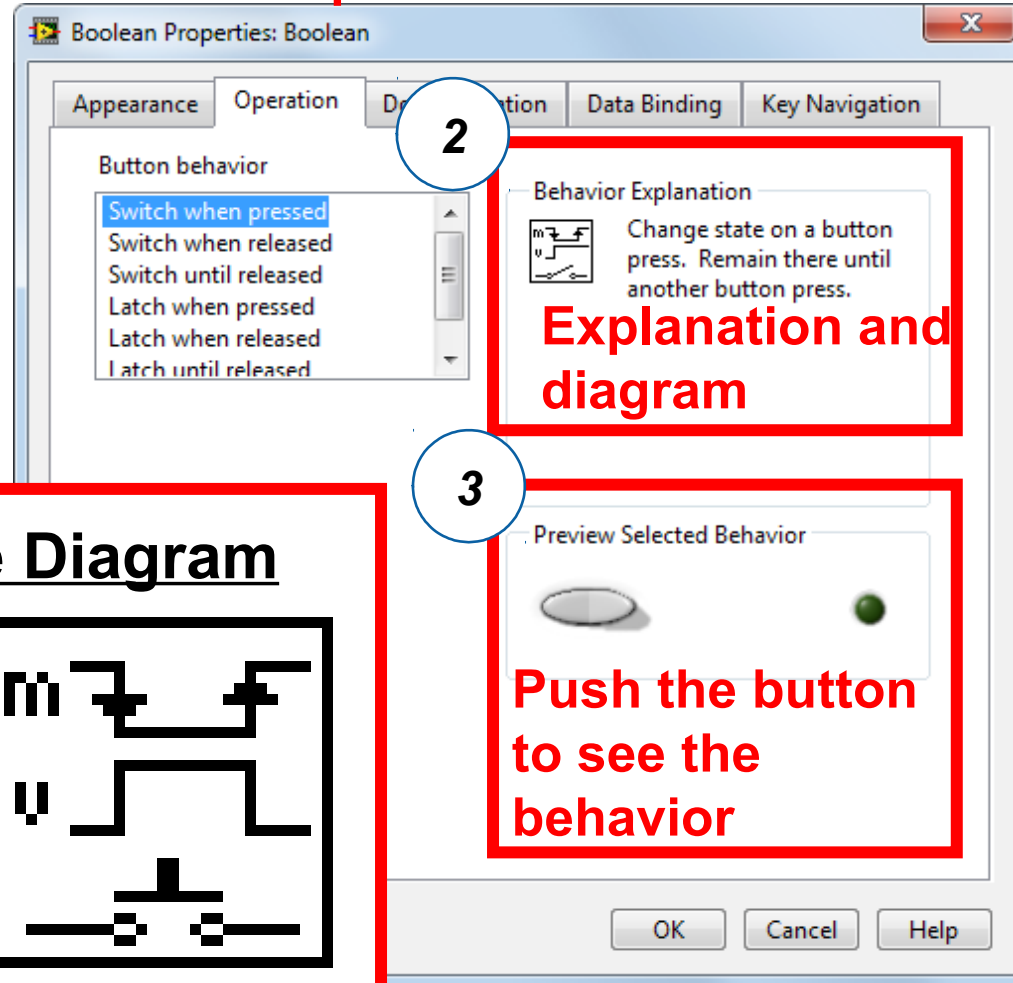 Boolean Properties: Boolean
Appearance Operation Data Binding Key Navigation
2
Button behavior
Switch when pressed
Switch when released
Switch until released
Latch when pressed
Latch when released
Latch until released
Behavior Explanation
m
v
Change state on a button
press. Remain there until
another button press.
Explanation and
diagram
3
Preview Selected Behavior
Push the button
to see the
behavior
Diagram
m
v
OK Cancel Help